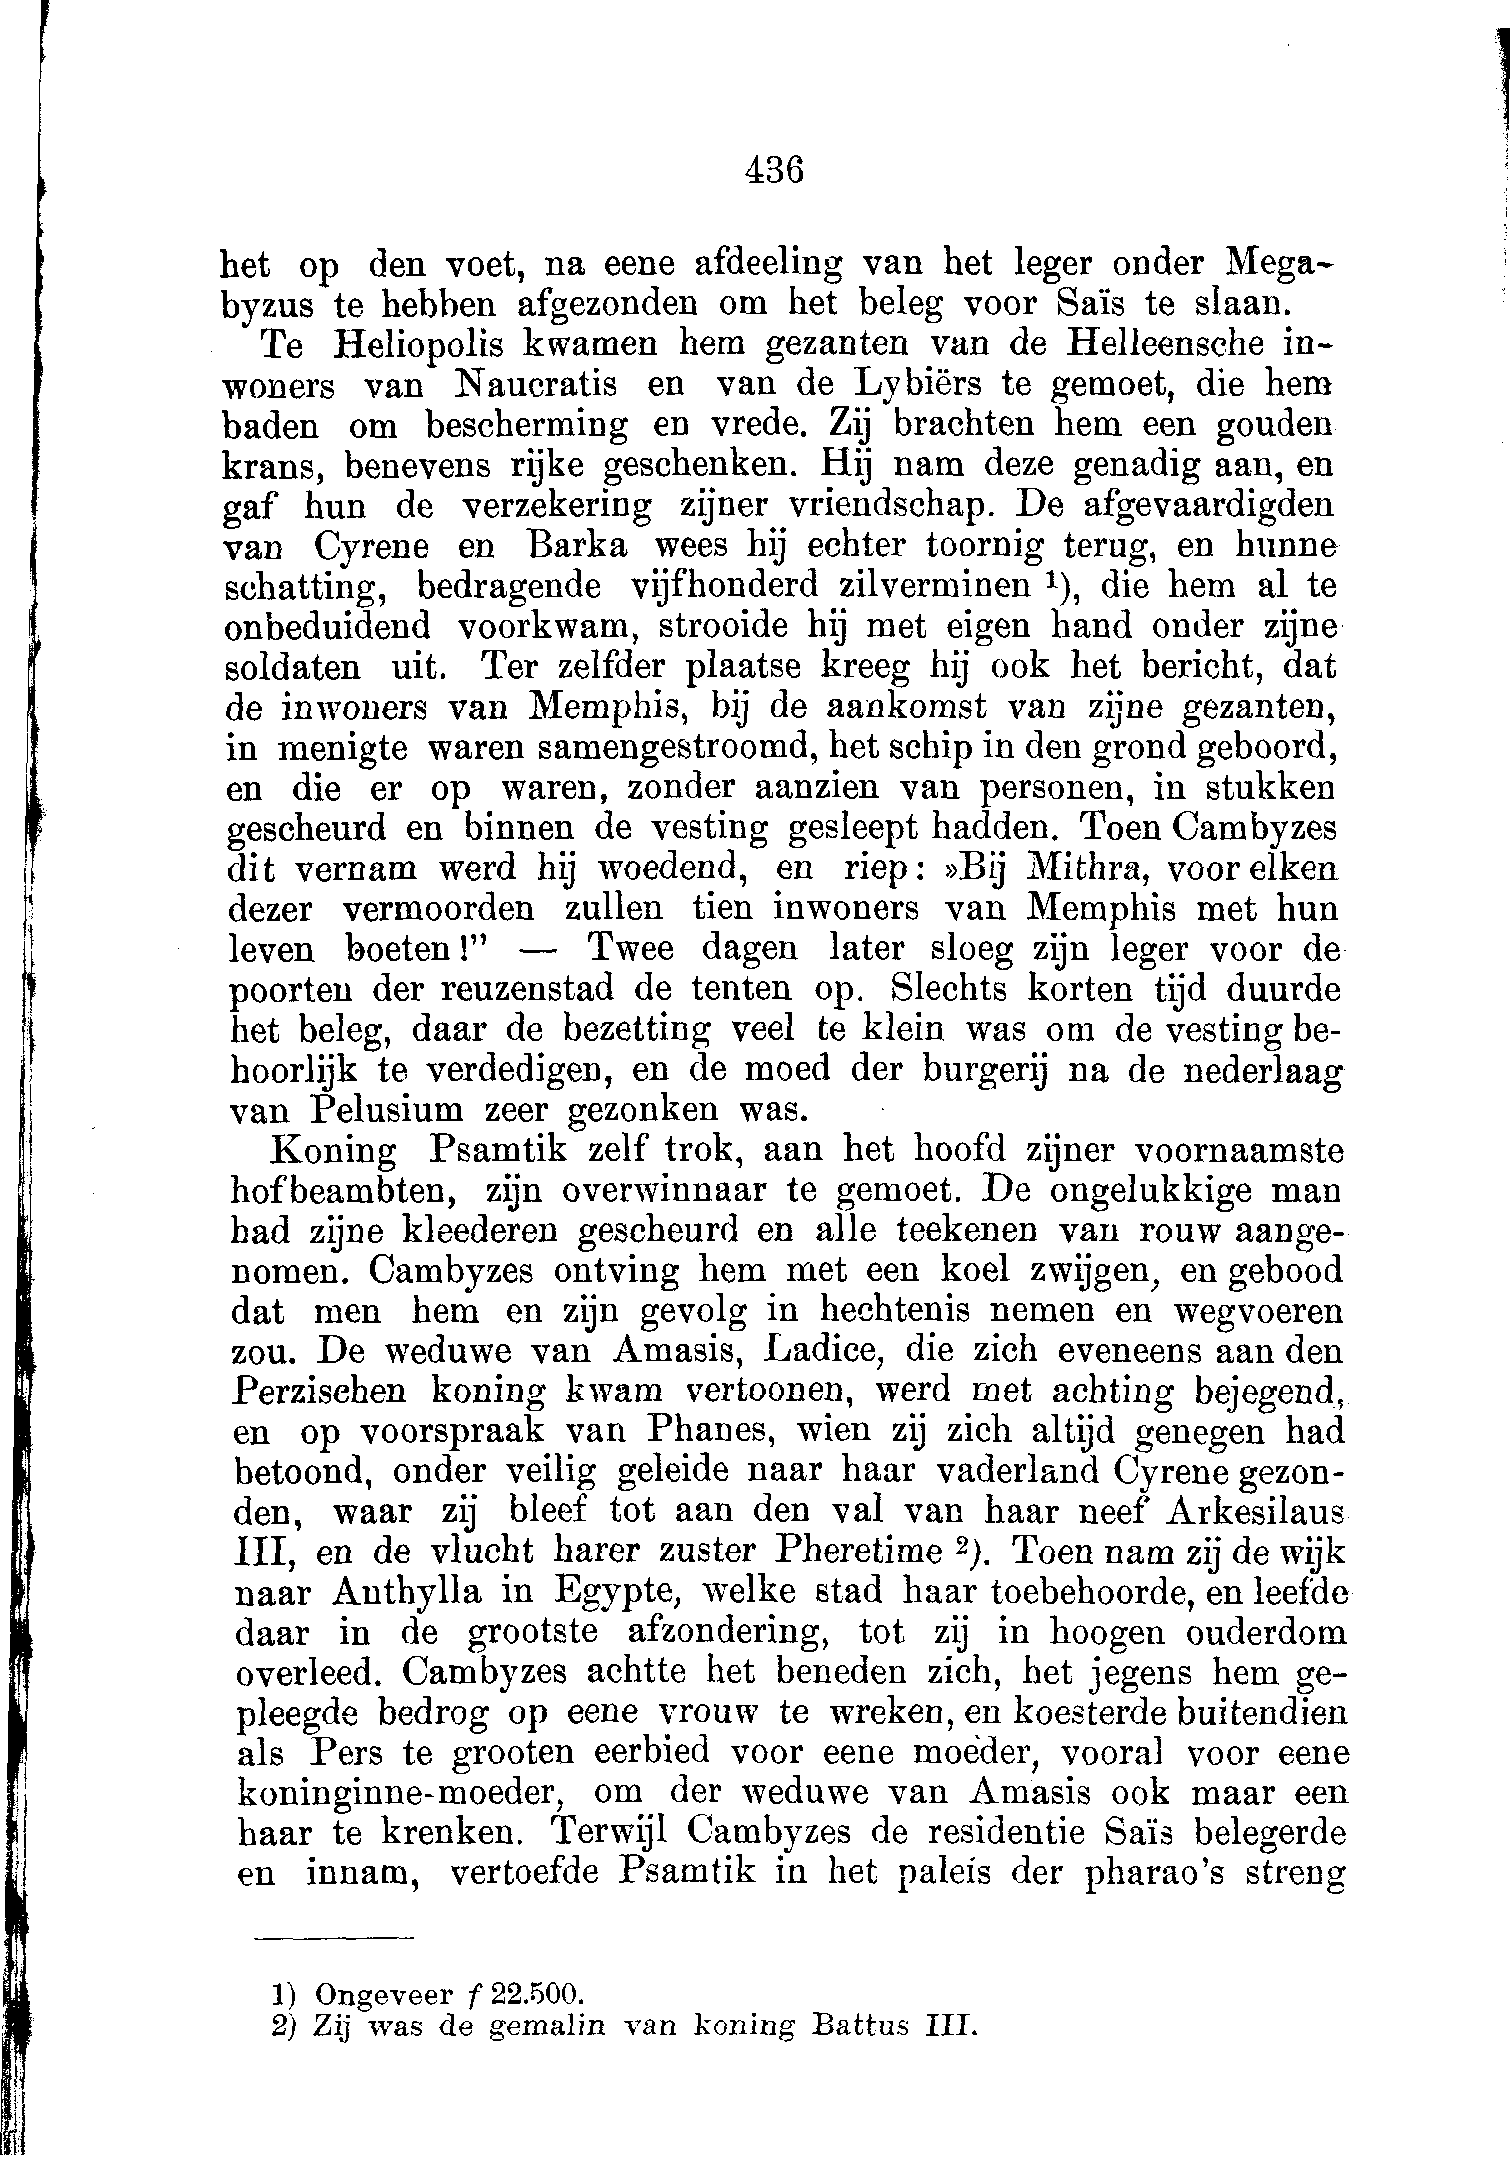 436
het op den voet, na eene afdeeling van het leger onder Mega-
byzus te hebben afgezonden om het beleg voor Saïs te slaan.
Te Heliopolis kwamen hem gezanten van de Helleensche in-
woners van Naucratis en van de Lybiërs te gemoet, die hem
baden om bescherming en vrede. Zij brachten hem een gouden
krans, benevens rijke geschenken. Hij nam deze genadig aan, en
gaf hun de verzekering zijner vriendschap. De afgevaardigden
van Cyrene en Barka wees hij echter toornig terug, en hunne
schatting, bedragende vijfhonderd zilverminen ¹), die hem al te
onbeduidend voorkwam, strooide hij met eigen hand onder zijne
soldaten uit. Ter zelfder plaatse kreeg hij ook het bericht, dat
de inwoners van Memphis, bij de aankomst van zijne gezanten,
in menigte waren samengestroomd, het schip in den grond geboord,
en die er op waren, zonder aanzien van personen, in stukken
gescheurd en binnen de vesting gesleept hadden. Toen Cambyzes
dit vernam werd hij woedend, en riep: »Bij Mithra, voor elken
dezer vermoorden zullen tien inwoners van Memphis met hun
leven boeten!” — Twee dagen later sloeg zijn leger voor de
poorten der reuzenstad de tenten op. Slechts korten tijd duurde
het beleg, daar de bezetting veel te klein was om de vesting be-
hoorlijk te verdedigen, en de moed der burgerij na de nederlaag
van Pelusium zeer gezonken was.
Koning Psamtik zelf trok, aan het hoofd zijner voornaamste
hofbeambten, zijn overwinnaar te gemoet. De ongelukkige man
had zijne kleederen gescheurd en alle teekenen van rouw aange-
nomen. Cambyzes ontving hem met een koel zwijgen, en gebood
dat men hem en zijn gevolg in hechtenis nemen en wegvoeren
zou. De weduwe van Amasis, Ladice, die zich eveneens aan den
Perzischen koning kwam vertoonen, werd met achting bejegend,
en op voorspraak van Phanes, wien zij zich altijd genegen had
betoond, onder veilig geleide naar haar vaderland Cyrene gezon-
den, waar zij bleef tot aan den val van haar neef Arkesilaus
III, en de vlucht harer zuster Pheretime ²). Toen nam zij de wijk
naar Anthylla in Egypte, welke stad haar toebehoorde, en leefde
daar in de grootste afzondering, tot zij in hoogen ouderdom
overleed. Cambyzes achtte het beneden zich, het jegens hem ge-
pleegde bedrog op eene vrouw te wreken, en koesterde buitendien
als Pers te grooten eerbied voor eene moeder, vooral voor eene
koninginne-moeder, om der weduwe van Amasis ook maar een
haar te krenken. Terwijl Cambyzes de residentie Saïs belegerde
en innam, vertoefde Psamtik in het paleis der pharao's streng
1) Ongeveer f 22.500.
2) Zij was de gemalin van koning Battus III.